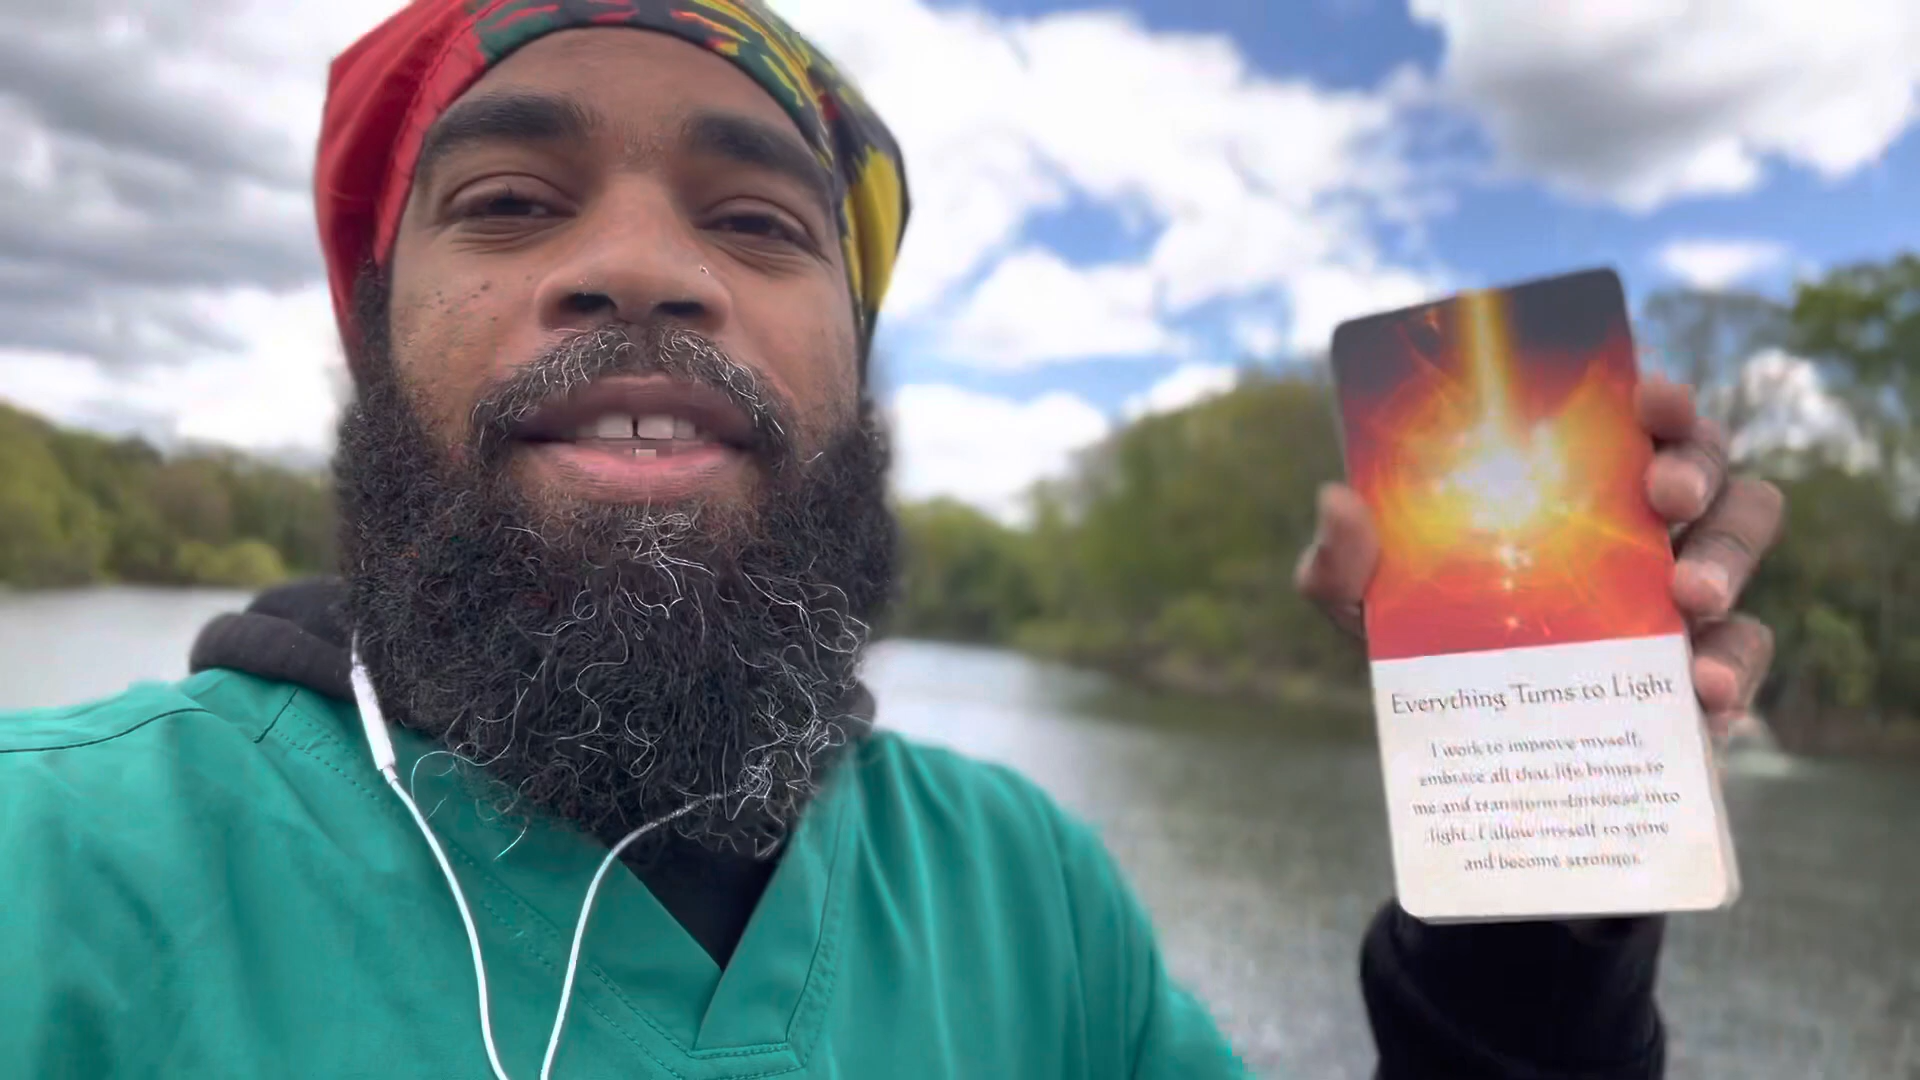 Everything Turns to Light
I work to improve myself,
embrace all that life brings to
me and transform darkness into
light. I allow myself to shine
and become stronger.